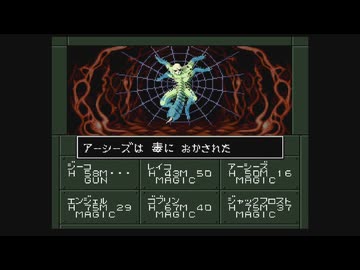 アーシーズは 毒に おかされた
ジーコ レイコ アーシーズ
H 58M・・・ H 43M 50 H 50M 16
GUN MAGIC MAGIC
エンジェル ゴブリン ジャックフロスト
H 75M 29 H 67M 40 H 75M 37
MAGIC MAGIC MAGIC